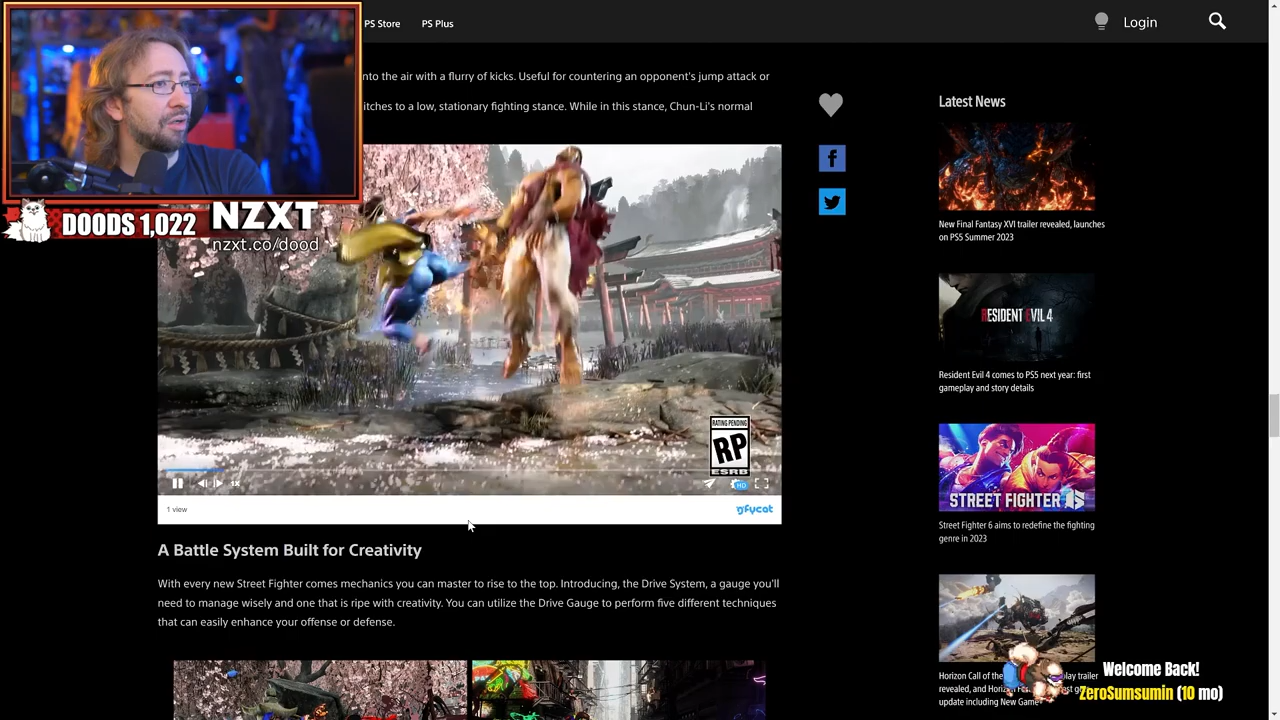 PS Store
PS Plus
Login
nto the air with a flurry of kicks. Useful for countering an opponent's jump attack or
itches to a low, stationary fighting stance. While in this stance, Chun-Li's normal
DOODS 1,022
NZXT
nzxt.co/dood
RATING PENDING
RP
ESRB
1x
HD
1 view
gfycat
A Battle System Built for Creativity
With every new Street Fighter comes mechanics you can master to rise to the top. Introducing, the Drive System, a gauge you'll
need to manage wisely and one that is ripe with creativity. You can utilize the Drive Gauge to perform five different techniques
that can easily enhance your offense or defense.
Latest News
New Final Fantasy XVI trailer revealed, launches
on PS5 Summer 2023
RESIDENT EVIL 4
Resident Evil 4 comes to PS5 next year: first
gameplay and story details
STREET FIGHTER 6
Street Fighter 6 aims to redefine the fighting
genre in 2023
Horizon Call of the
play trailer
revealed, and Horiz
update including New Game
Welcome Back!
ZeroSumsumin (10 mo)